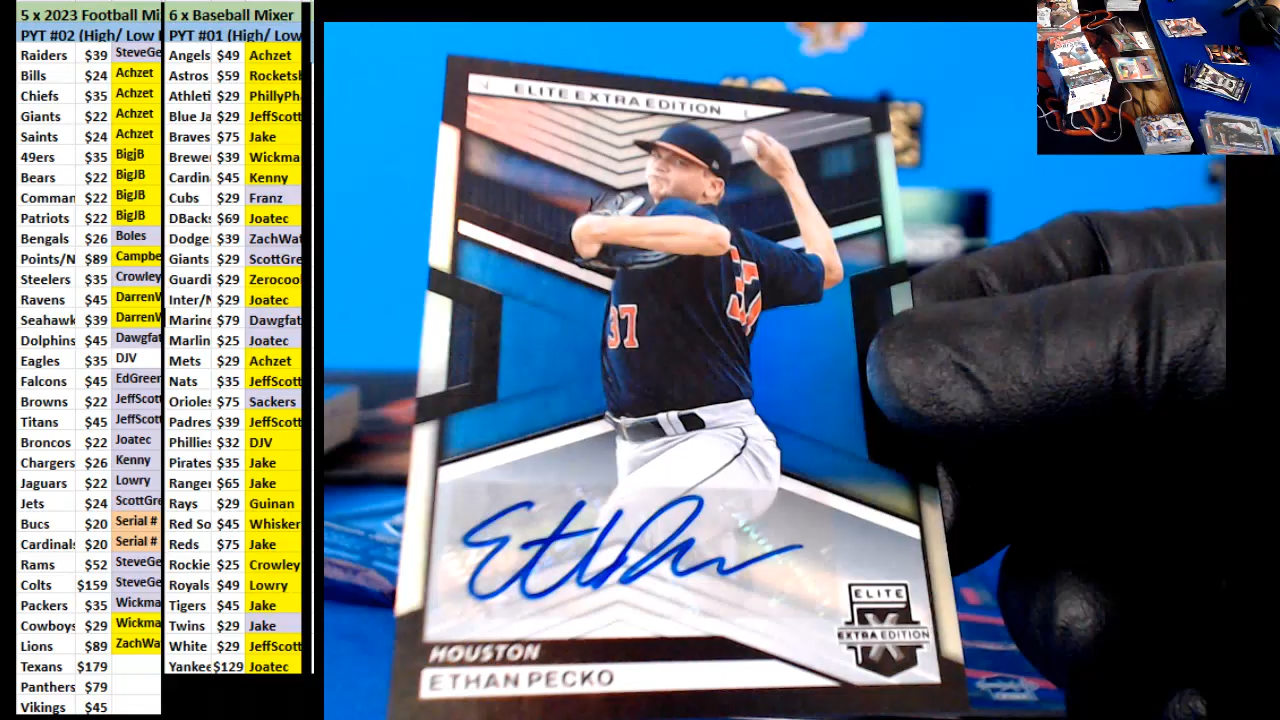 5 x 2023 Football Mi
PYT #02 (High/ Low
Raiders $39 SteveGe
Bills $24 Achzet
Chiefs $35 Achzet
Giants $22 Achzet
Saints $24 Achzet
49ers $35 BigjB
Bears $22 BigJB
Comman $22 BigJB
Patriots $22 BigJB
Bengals $26 Boles
Points/N $89 Campbe
Steelers $35 Crowley
Ravens $45 DarrenW
Seahawk $39 DarrenW
Dolphins $45 Dawgfat
Eagles $35 DJV
Falcons $45 EdGreer
Browns $22 JeffScott
Titans $45 JeffScott
Broncos $22 Joatec
Chargers $26 Kenny
Jaguars $22 Lowry
Jets $24 ScottGre
Bucs $20 Serial #
Cardinals $20 Serial #
Rams $52 SteveGe
Colts $159 SteveGe
Packers $35 Wickma
Cowboys $29 Wickma
Lions $89 ZachWa
Texans $179
Panthers $79
Vikings $45
6 x Baseball Mixer
PYT #01 (High/ Low
Angels $49 Achzet
Astros $59 Rocketsl
Athleti $29 PhillyPh
Blue Ja $29 JeffScott
Braves $75 Jake
Brewe $39 Wickma
Cardin $45 Kenny
Cubs $29 Franz
DBacks $69 Joatec
Dodge $39 ZachWat
Giants $29 ScottGre
Guardi $29 Zerocool
Inter/N $29 Joatec
Marine $79 Dawgfat
Marlin $25 Joatec
Mets $29 Achzet
Nats $35 JeffScott
Oriole $75 Sackers
Padres $39 JeffScott
Phillies $32 DJV
Pirates $35 Jake
Ranger $65 Jake
Rays $29 Guinan
Red So $45 Whisker
Reds $75 Jake
Rockie $25 Crowley
Royals $49 Lowry
Tigers $45 Jake
Twins $29 Jake
White $29 JeffScott
Yankee $129 Joatec
ELITE EXTRA EDITION
37
37
ELITE
EXTRA EDITION
HOUSTON
ETHAN PECKO